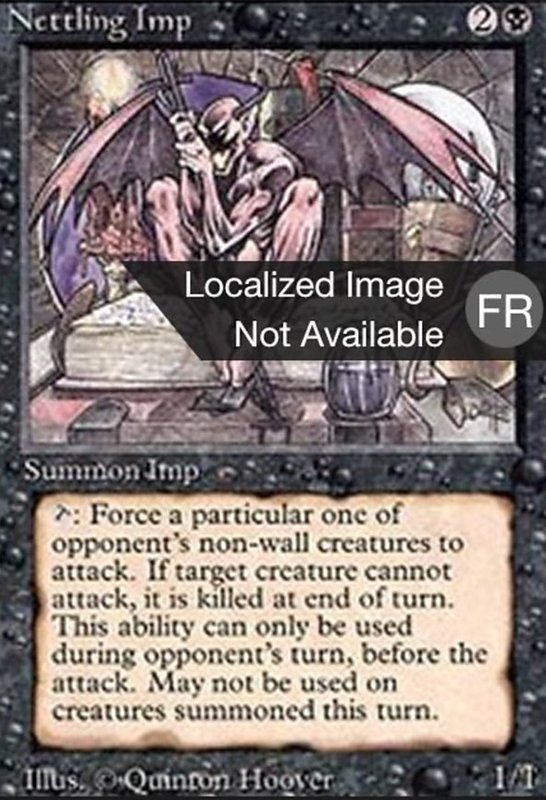 Nettling Imp
2
Localized Image
Not Available
FR
Summon Imp
: Force a particular one of
opponent's non-wall creatures to
attack. If target creature cannot
attack, it is killed at end of turn.
This ability can only be used
during opponent's turn, before the
attack. May not be used on
creatures summoned this turn.
Illus. © Quinton Hoover
1/1